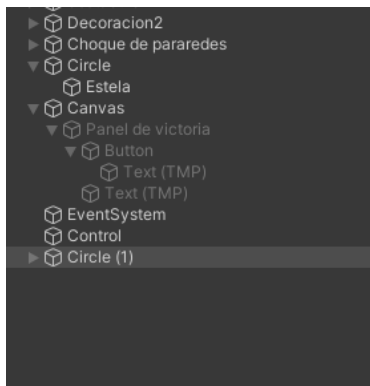 Decoracion2
Choque de pararedes
Circle
Estela
Canvas
Panel de victoria
Button
Text (TMP)
Text (TMP)
EventSystem
Control
Circle (1)